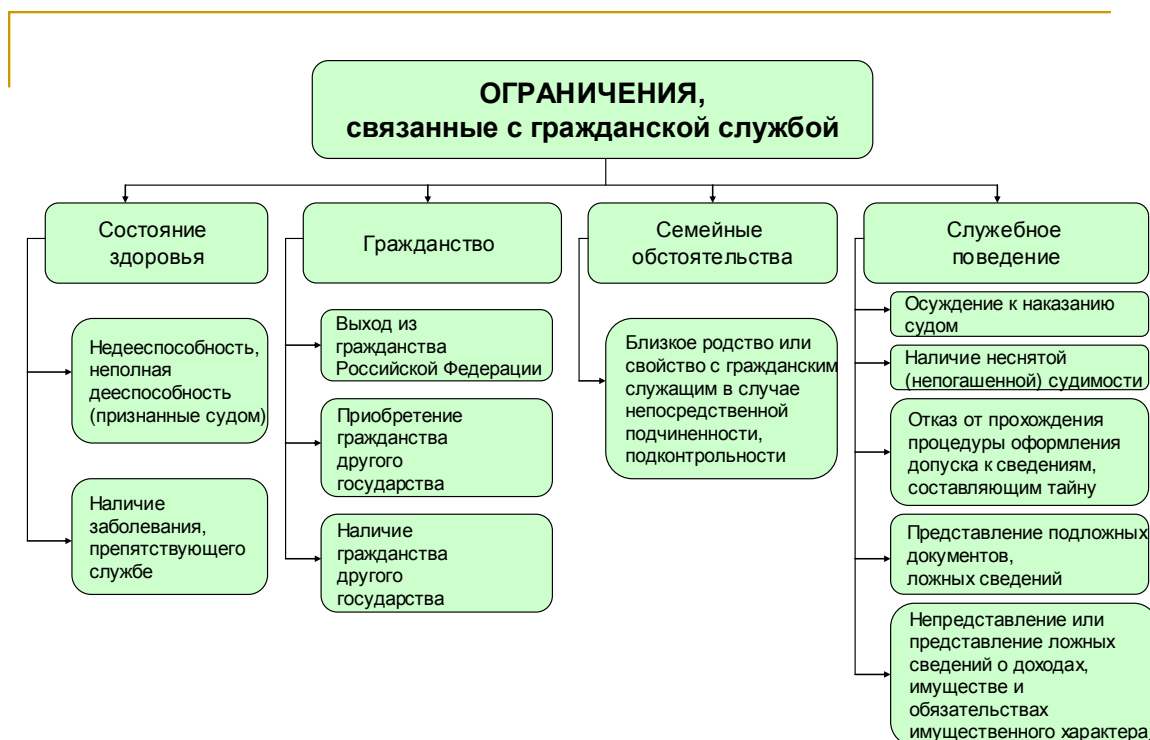 ОГРАНИЧЕНИЯ,
связанные с гражданской службой
Состояние
здоровья
Недееспособность,
неполная
дееспособность
(признанные судом)
Наличие
заболевания,
препятствующего
службе
Гражданство
Выход из
гражданства
Российской Федерации
Приобретение
гражданства
другого
государства
Наличие
гражданства
другого
государства
Семейные
обстоятельства
Близкое родство или
свойство с гражданским
служащим в случае
непосредственной
подчиненности,
подконтрольности
Служебное
поведение
Осуждение к наказанию
судом
Наличие неснятой
(непогашенной) судимости
Отказ от прохождения
процедуры оформления
допуска к сведениям,
составляющим тайну
Представление подложных
документов,
ложных сведений
Непредставление или
представление ложных
сведений о доходах,
имуществе и
обязательствах
имущественного характера